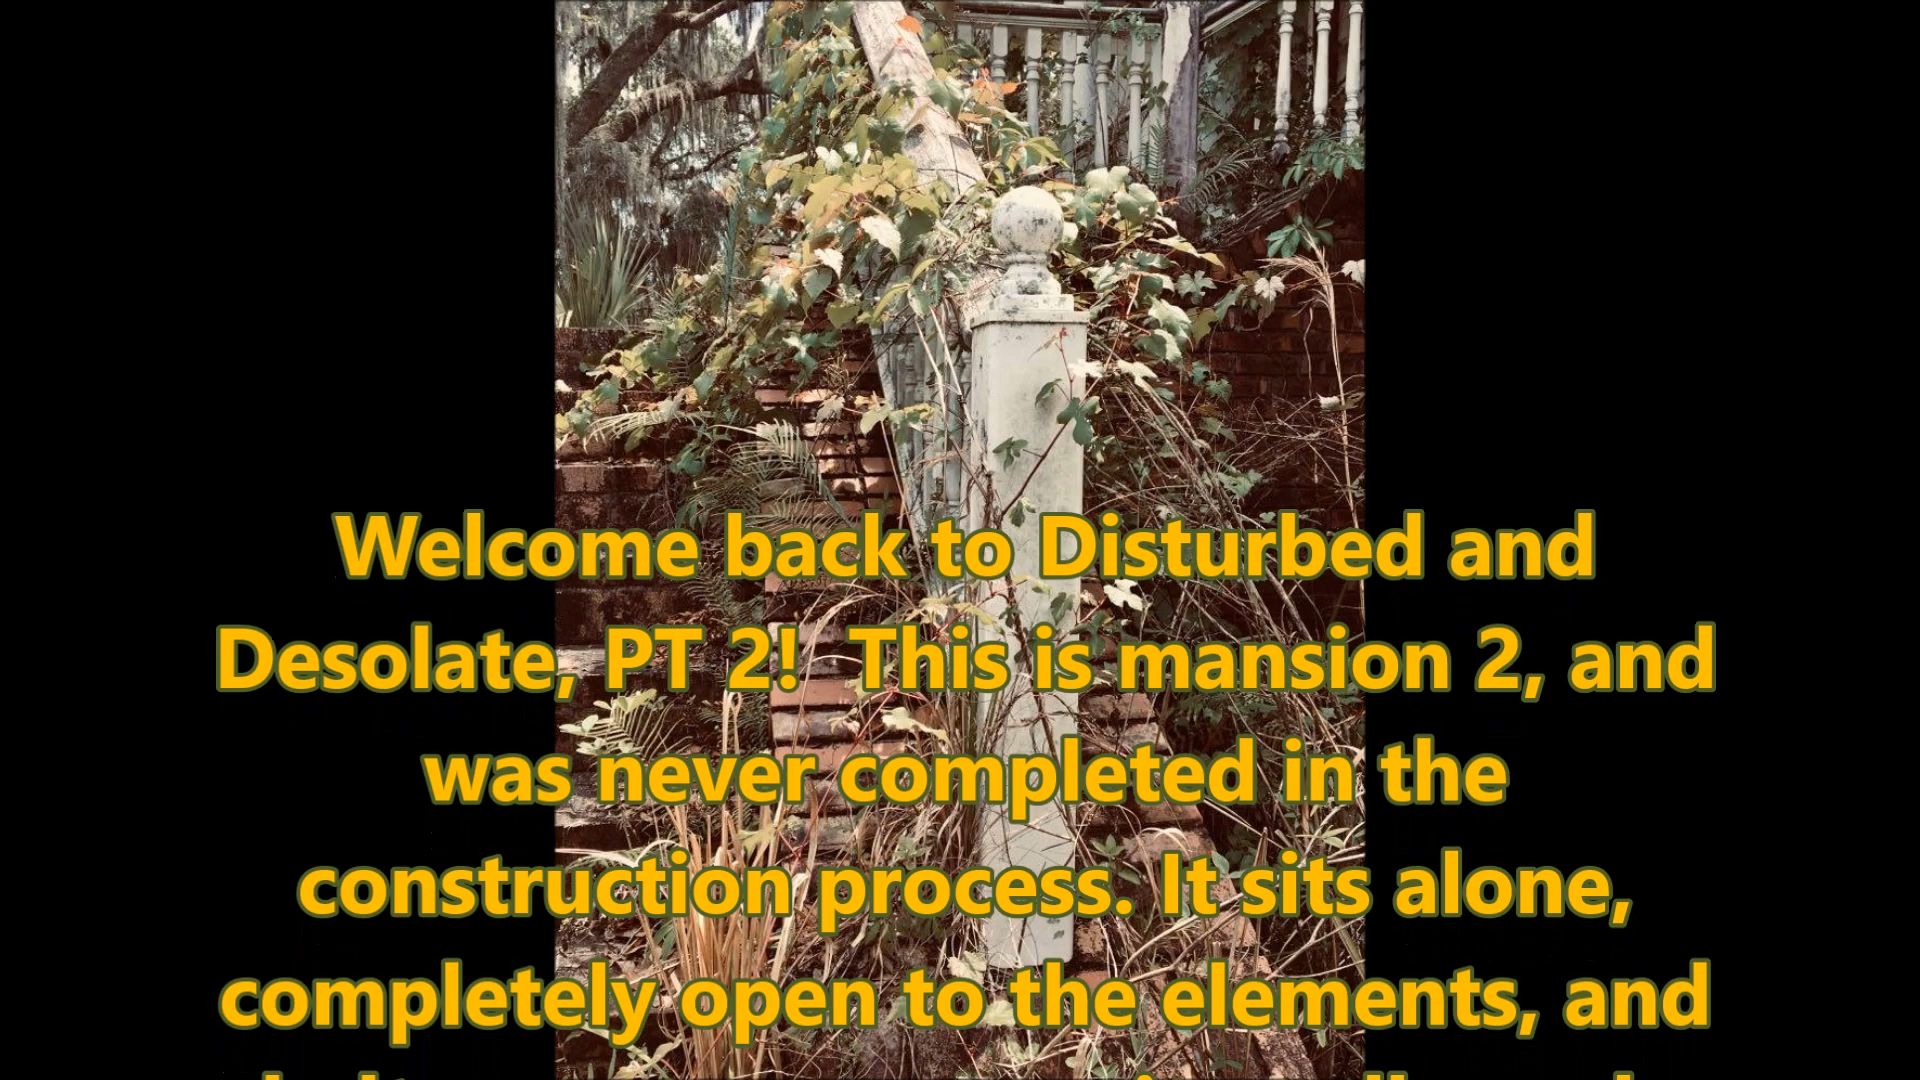 Welcome back to Disturbed and
Desolate, PT 2!  This is mansion 2, and
was never completed in the
construction process. It sits alone,
completely open to the elements, and